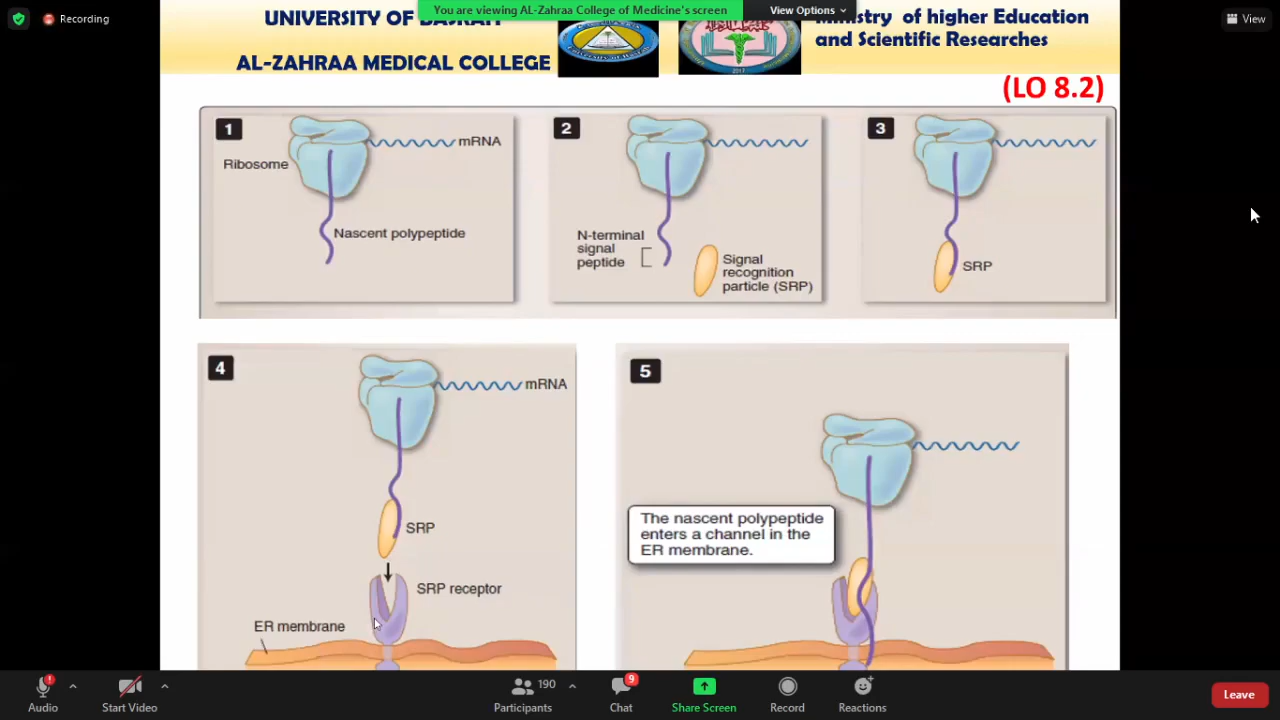 Recording
You are viewing AL-Zahraa College of Medicine's screen
View Options
View
UNIVERSITY OF BASRAH
AL-ZAHRAA MEDICAL COLLEGE
Ministry of higher Education
and Scientific Researches
(LO 8.2)
1
Ribosome
mRNA
Nascent polypeptide
2
N-terminal
signal
peptide
Signal
recognition
particle (SRP)
3
SRP
4
mRNA
SRP
SRP receptor
ER membrane
5
The nascent polypeptide
enters a channel in the
ER membrane.
Audio
Start Video
190
Participants
9
Chat
Share Screen
Record
Reactions
Leave